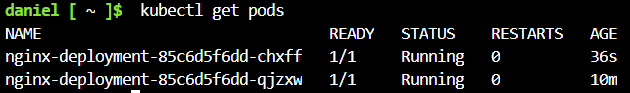 daniel [ ~ ]$ kubectl get pods
NAME READY STATUS RESTARTS AGE
nginx-deployment-85c6d5f6dd-chxff 1/1 Running 0 36s
nginx-deployment-85c6d5f6dd-qjzxw 1/1 Running 0 10m